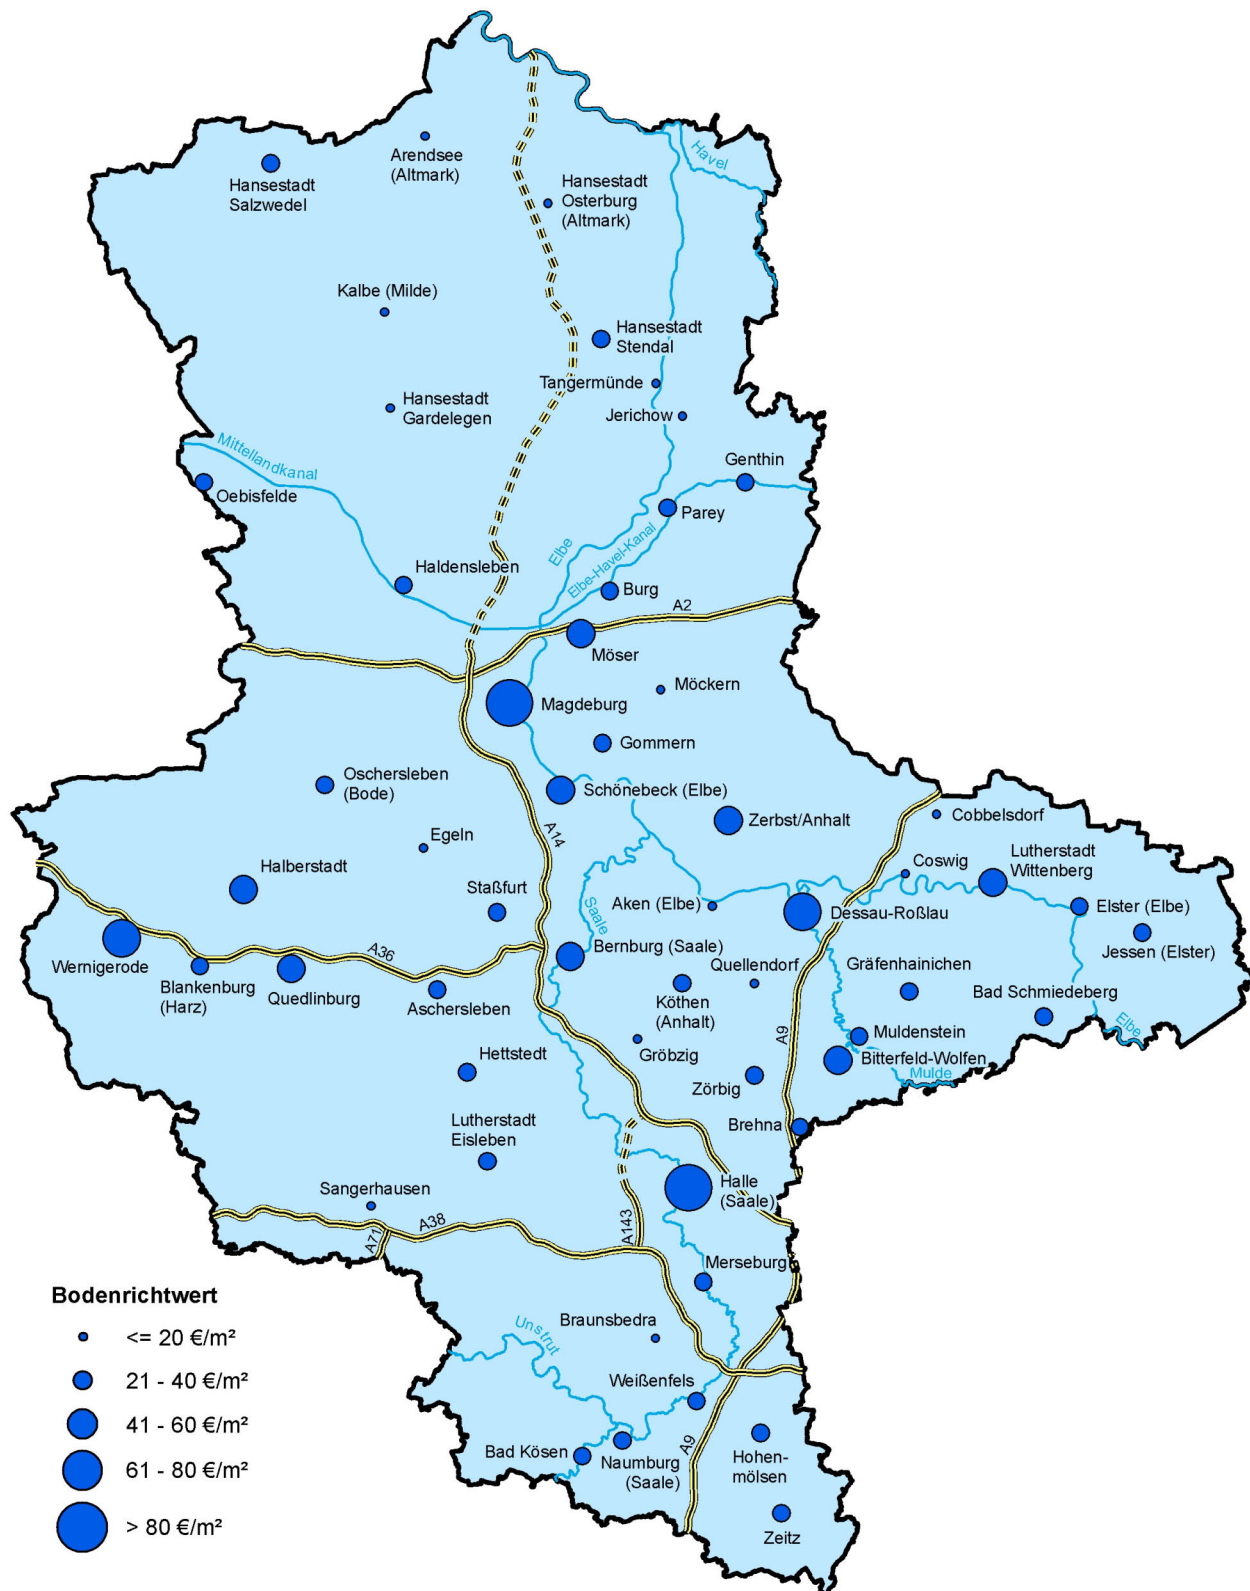 Havel
Arendsee
(Altmark)
Hansestadt
Salzwedel
Hansestadt
Osterburg
(Altmark)
Kalbe (Milde)
Hansestadt
Stendal
Tangermünde
Hansestadt
Gardelegen
Jerichow
Mittellandkanal
Genthin
Oebisfelde
Parey
Elbe
Elbe-Havel-Kanal
Haldensleben
Burg
A2
Möser
Möckern
Magdeburg
Gommern
Oschersleben
(Bode)
Schönebeck (Elbe)
Zerbst/Anhalt
Cobbelsdorf
Egeln
A14
Coswig
Lutherstadt
Wittenberg
Halberstadt
Staßfurt
Saale
Aken (Elbe)
Dessau-Roßlau
Elster (Elbe)
Jessen (Elster)
Wernigerode
A36
Bernburg (Saale)
Quellendorf
Gräfenhainichen
Blankenburg
(Harz)
Quedlinburg
Aschersleben
Köthen
(Anhalt)
Bad Schmiedeberg
Elbe
A9
Muldenstein
Gröbzig
Hettstedt
Bitterfeld-Wolfen
Mulde
Zörbig
Lutherstadt
Eisleben
Brehna
Halle
(Saale)
Sangerhausen
A71
A38
A143
Merseburg
Braunsbedra
Unstrut
Weißenfels
Bad Kösen
Naumburg
(Saale)
A9
Hohen-
mölsen
Zeitz
Bodenrichtwert
<= 20 €/m²
21 - 40 €/m²
41 - 60 €/m²
61 - 80 €/m²
> 80 €/m²